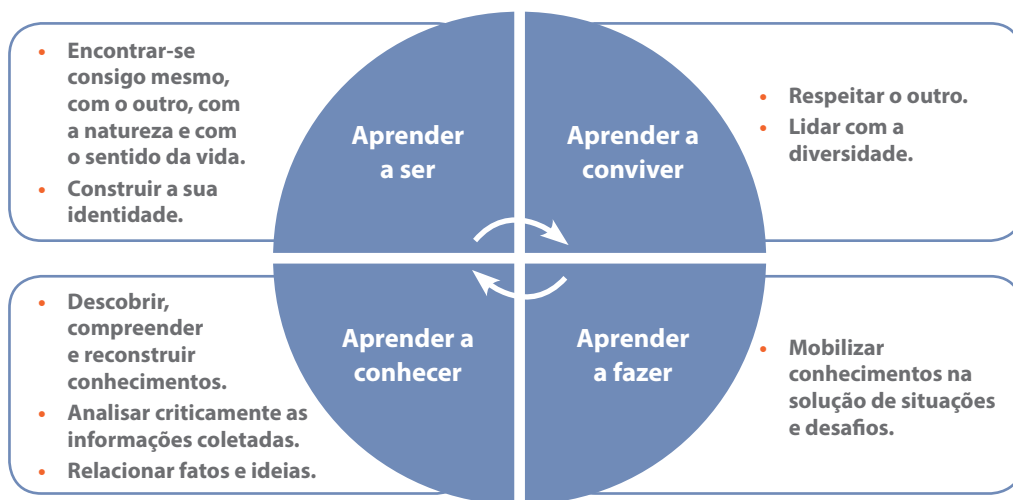 • Encontrar-se
consigo mesmo,
com o outro, com
a natureza e com
o sentido da vida.
• Construir a sua
identidade.
Aprender
a ser
Aprender a
conviver
• Respeitar o outro.
• Lidar com a
diversidade.
• Descobrir,
compreender
e reconstruir
conhecimentos.
• Analisar criticamente as
informações coletadas.
• Relacionar fatos e ideias.
Aprender a
conhecer
Aprender
a fazer
• Mobilizar
conhecimentos na
solução de situações
e desafios.